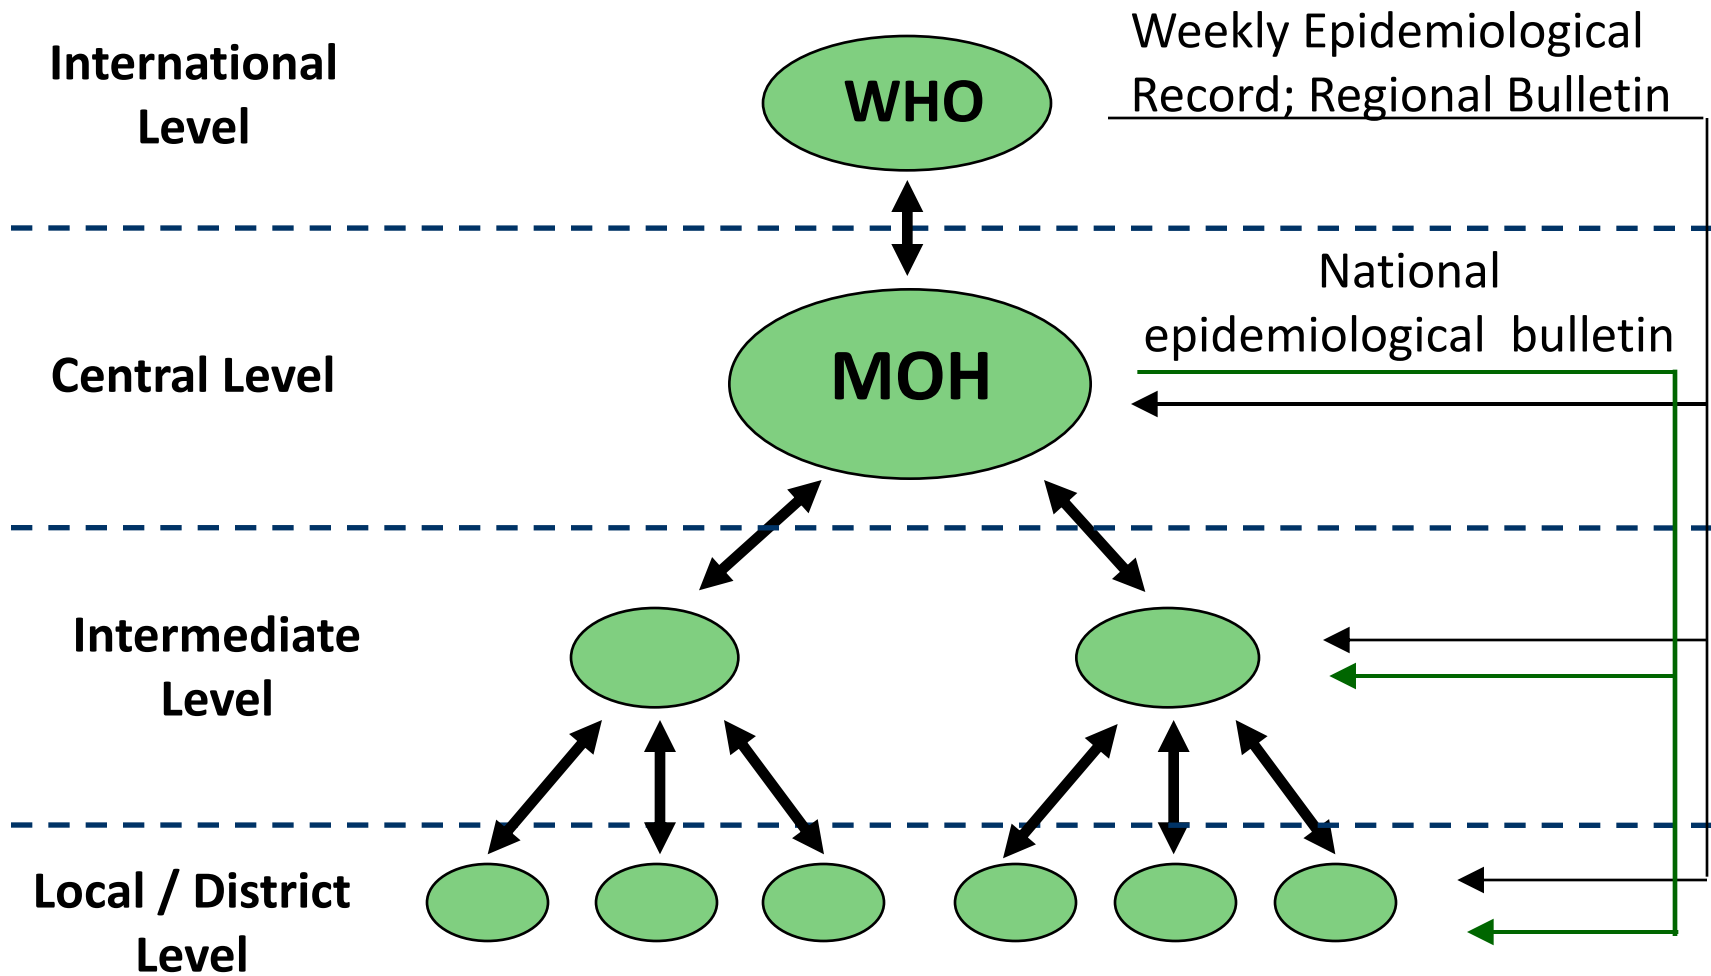 International
Level
WHO
Weekly Epidemiological
Record; Regional Bulletin
National
epidemiological  bulletin
Central Level
MOH
Intermediate
Level
Local / District
Level